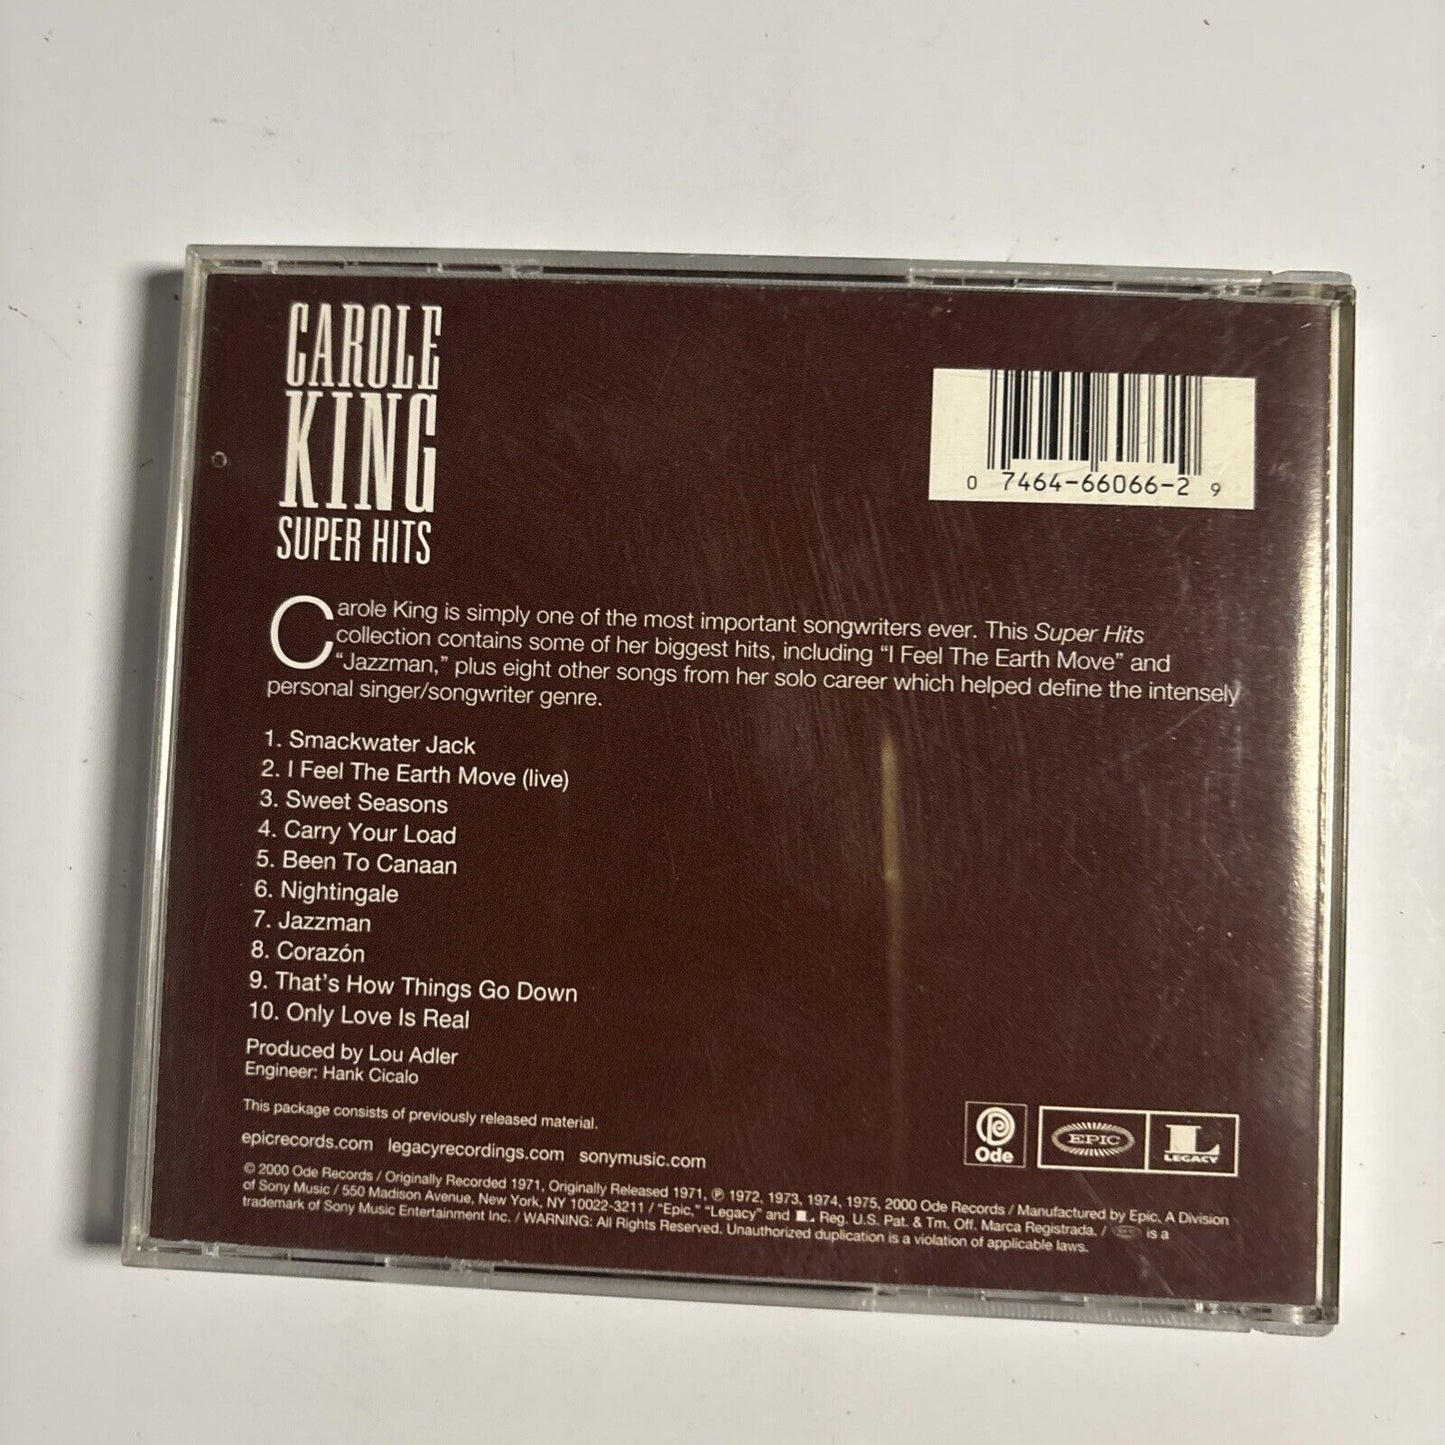 CAROLE
KING
SUPER HITS
0 7464-66066-2 9
Carole King is simply one of the most important songwriters ever. This Super Hits
collection contains some of her biggest hits, including “I Feel The Earth Move” and
“Jazzman,” plus eight other songs from her solo career which helped define the intensely
personal singer/songwriter genre.
1. Smackwater Jack
2. I Feel The Earth Move (live)
3. Sweet Seasons
4. Carry Your Load
5. Been To Canaan
6. Nightingale
7. Jazzman
8. Corazón
9. That's How Things Go Down
10. Only Love Is Real
Produced by Lou Adler
Engineer: Hank Cicalo
This package consists of previously released material.
epicrecords.com legacyrecordings.com sonymusic.com
Ode
EPIC
L
LEGACY
© 2000 Ode Records / Originally Recorded 1971, Originally Released 1971, ℗ 1972, 1973, 1974, 1975, 2000 Ode Records / Manufactured by Epic, A Division
of Sony Music / 550 Madison Avenue, New York, NY 10022-3211 / “Epic,” “Legacy” and L Reg. U.S. Pat. & Tm. Off. Marca Registrada. / EPIC is a
trademark of Sony Music Entertainment Inc. / WARNING: All Rights Reserved. Unauthorized duplication is a violation of applicable laws.